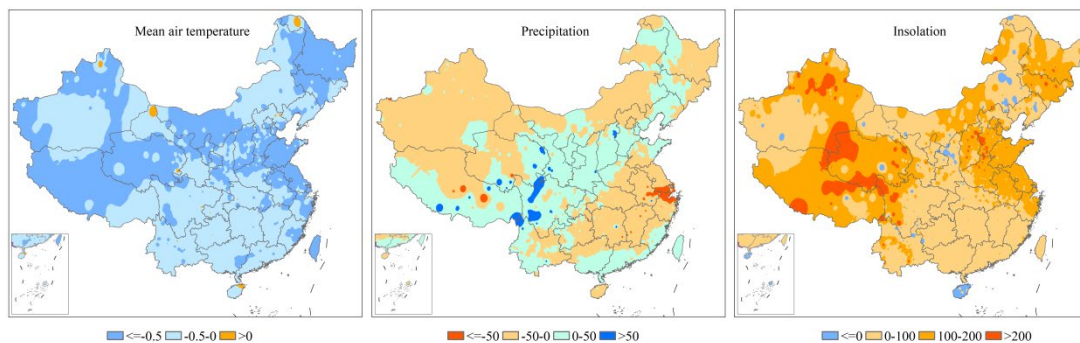 Mean air temperature
Precipitation
Insolation
<=-0.5 -0.5-0 >0
<=-50 -50-0 0-50 >50
<=0 0-100 100-200 >200